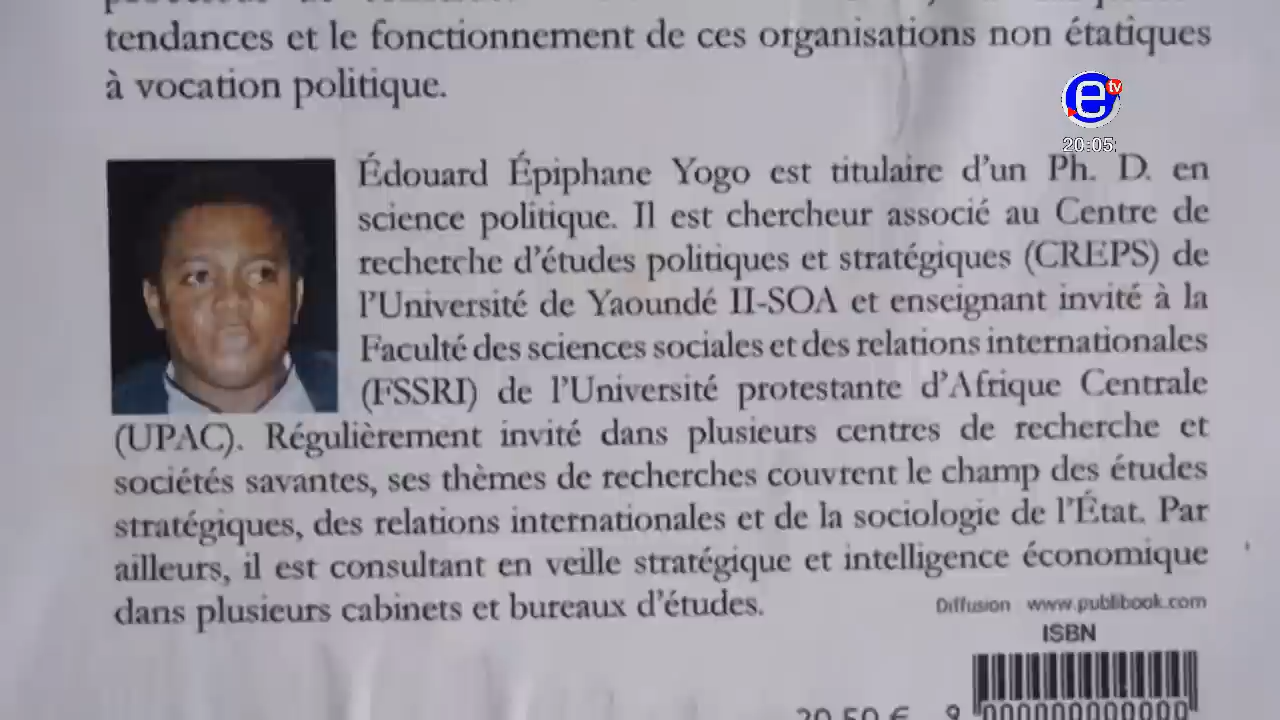 tendances et le fonctionnement de ces organisations non étatiques
à vocation politique.
etv
20:05
Édouard Épiphane Yogo est titulaire d'un Ph. D. en
science politique. Il est chercheur associé au Centre de
recherche d'études politiques et stratégiques (CREPS) de
l'Université de Yaoundé II-SOA et enseignant invité à la
Faculté des sciences sociales et des relations internationales
(FSSRI) de l'Université protestante d'Afrique Centrale
(UPAC). Régulièrement invité dans plusieurs centres de recherche et
sociétés savantes, ses thèmes de recherches couvrent le champ des études
stratégiques, des relations internationales et de la sociologie de l'État. Par
ailleurs, il est consultant en veille stratégique et intelligence économique
dans plusieurs cabinets et bureaux d'études.
Diffusion www.publibook.com
ISBN
20,50 € 9 000000000000